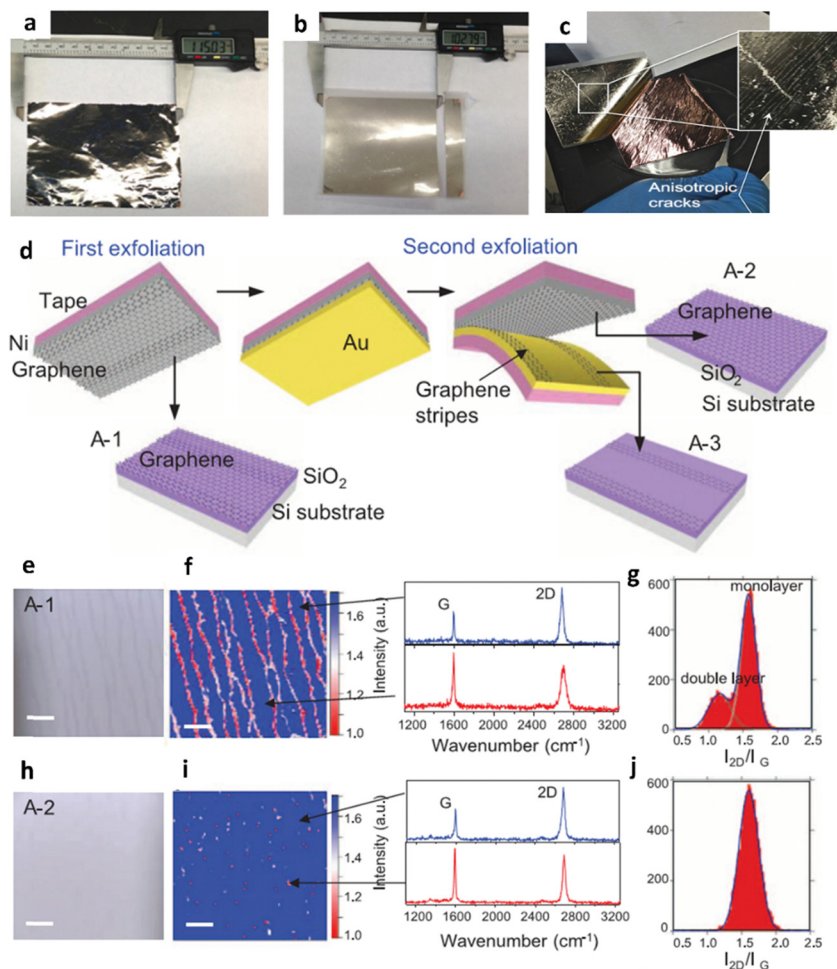 a
115.03
b
102.79
c
Anisotropic
cracks
d
First exfoliation
Second exfoliation
Tape
Ni
Graphene
Au
Graphene
stripes
A-2
Graphene
SiO₂
Si substrate
A-1
Graphene
SiO₂
Si substrate
A-3
e
A-1
f
1.6
1.4
1.2
1.0
Intensity (a.u.)
G
2D
1200 1600 2000 2400 2800 3200
Wavenumber (cm⁻¹)
g
600
400
200
0
monolayer
double layer
0.5 1.0 1.5 2.0 2.5
I2D/I G
h
A-2
i
1.6
1.4
1.2
1.0
Intensity (a.u.)
G
2D
1200 1600 2000 2400 2800 3200
Wavenumber (cm⁻¹)
j
600
400
200
0
0.5 1.0 1.5 2.0 2.5
I2D/I G